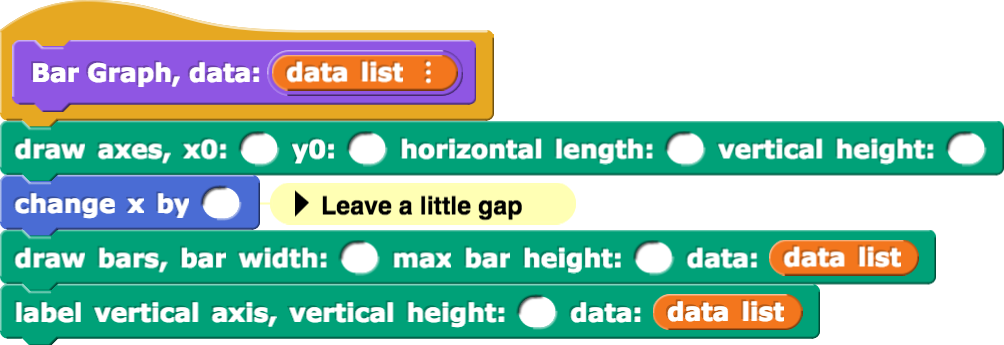 Bar Graph, data: data list ⋮
draw axes, x0: y0: horizontal length: vertical height:
change x by Leave a little gap
draw bars, bar width: max bar height: data: data list
label vertical axis, vertical height: data: data list